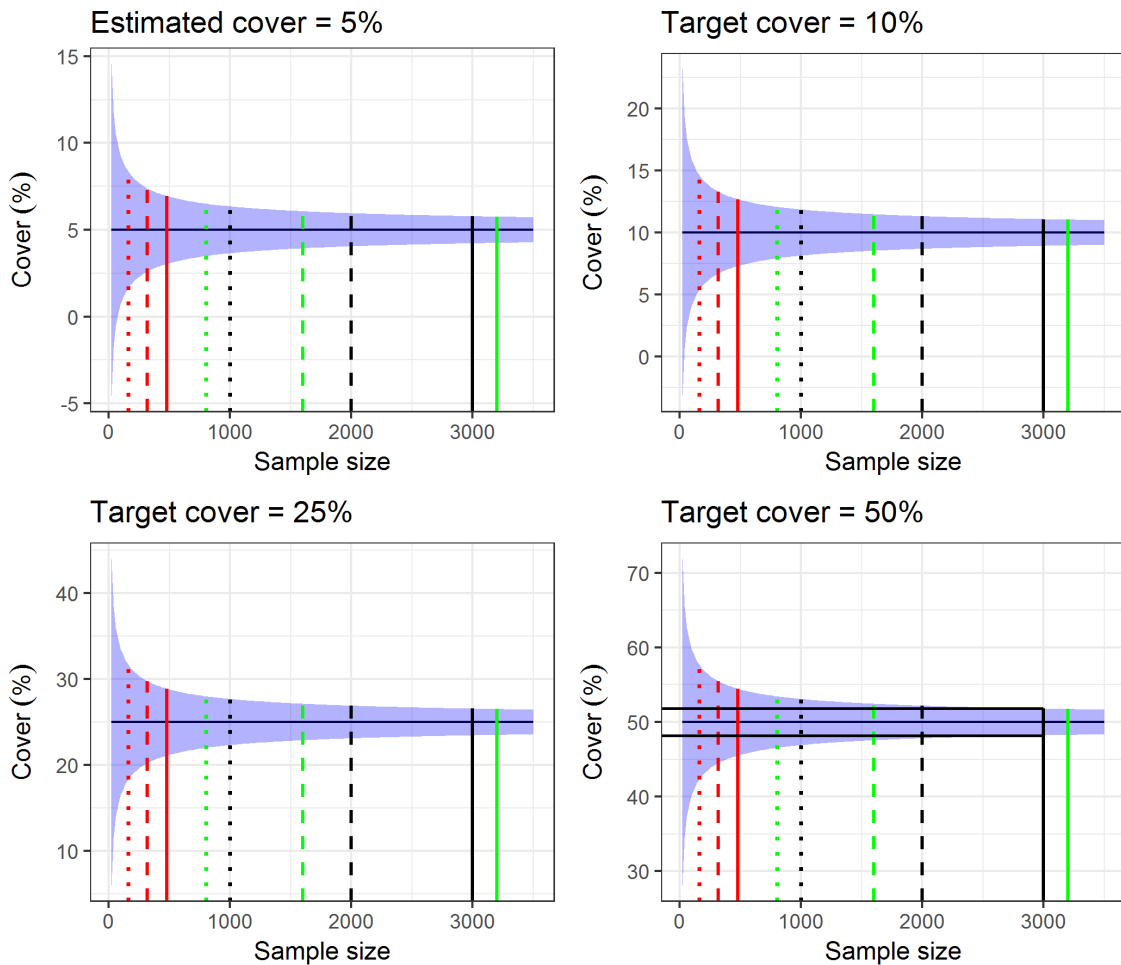 Estimated cover = 5%
Cover (%)
15
10
5
0
-5
0 1000 2000 3000
Sample size
Target cover = 10%
Cover (%)
20
15
10
5
0
0 1000 2000 3000
Sample size
Target cover = 25%
Cover (%)
40
30
20
10
0 1000 2000 3000
Sample size
Target cover = 50%
Cover (%)
70
60
50
40
30
0 1000 2000 3000
Sample size